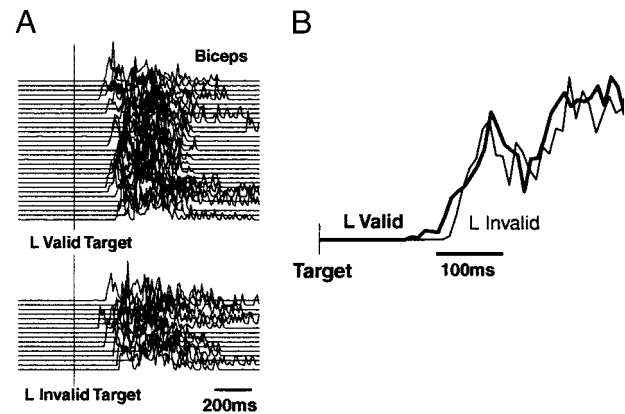 A
Biceps
L Valid Target
L Invalid Target
200ms
B
L Valid
L Invalid
Target
100ms